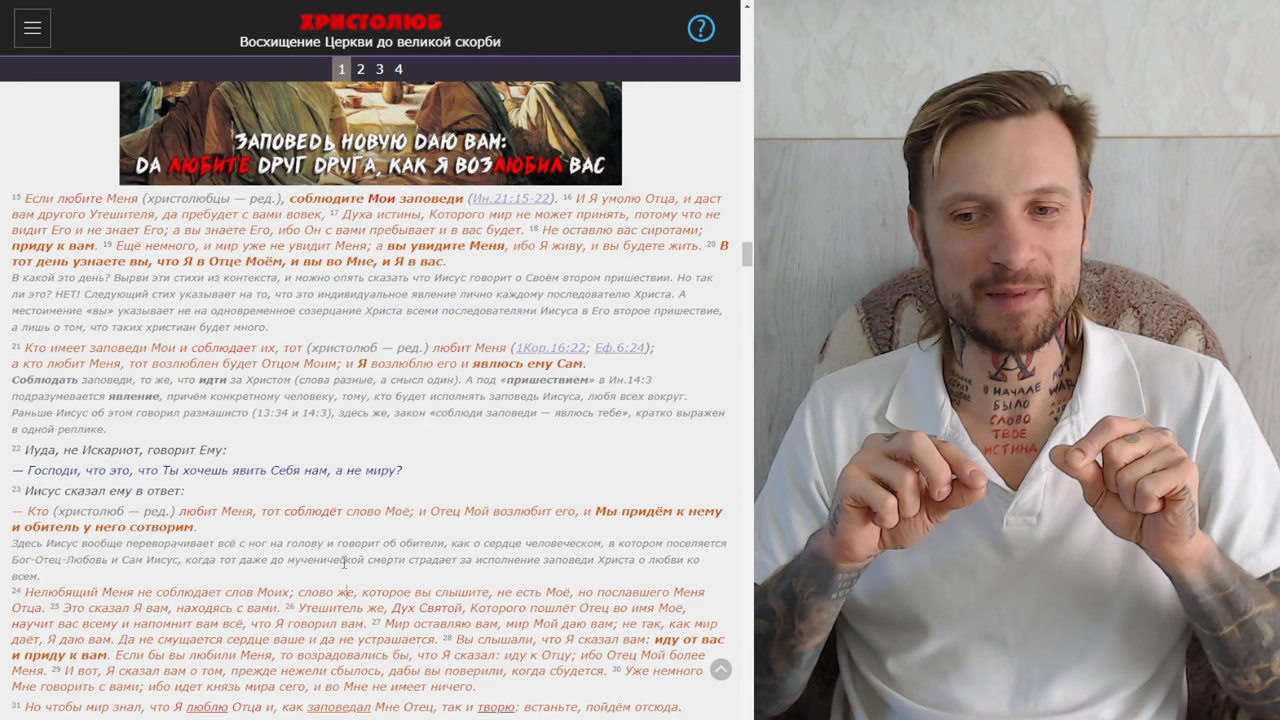 ХРИСТОЛЮБ
Восхищение Церкви до великой скорби
?
1 2 3 4
ЗАПОВЕДЬ НОВУЮ ДАЮ ВАМ:
ДА ЛЮБИТЕ ДРУГ ДРУГА, КАК Я ВОЗЛЮБИЛ ВАС
15 Если любите Меня (христолюбцы — ред.), соблюдите Мои заповеди (Ин.21:15-22). 16 И Я умолю Отца, и даст
вам другого Утешителя, да пребудет с вами вовек, 17 Духа истины, Которого мир не может принять, потому что не
видит Его и не знает Его; а вы знаете Его, ибо Он с вами пребывает и в вас будет. 18 Не оставлю вас сиротами;
приду к вам. 19 Ещё немного, и мир уже не увидит Меня; а вы увидите Меня, ибо Я живу, и вы будете жить. 20 В
тот день узнаете вы, что Я в Отце Моём, и вы во Мне, и Я в вас.
В какой это день? Вырви эти стихи из контекста, и можно опять сказать что Иисус говорит о Своём втором пришествии. Но так
ли это? НЕТ! Следующий стих указывает на то, что это индивидуальное явление лично каждому последователю Христа. А
местоимение «вы» указывает не на одновременное созерцание Христа всеми последователями Иисуса в Его второе пришествие,
а лишь о том, что таких христиан будет много.
21 Кто имеет заповеди Мои и соблюдает их, тот (христолюб — ред.) любит Меня (1Кор.16:22; Еф.6:24);
а кто любит Меня, тот возлюблен будет Отцом Моим; и Я возлюблю его и явлюсь ему Сам.
Соблюдать заповеди, то же, что идти за Христом (слова разные, а смысл один). А под «пришествием» в Ин.14:3
подразумевается явление, причём конкретному человеку, тому, кто будет исполнять заповедь Иисуса, любя всех вокруг.
Раньше Иисус об этом говорил размашисто (13:34 и 14:3), здесь же, закон «соблюди заповеди — явлюсь тебе», кратко выражен
в одной реплике.
22 Иуда, не Искариот, говорит Ему:
— Господи, что это, что Ты хочешь явить Себя нам, а не миру?
23 Иисус сказал ему в ответ:
— Кто (христолюб — ред.) любит Меня, тот соблюдёт слово Моё; и Отец Мой возлюбит его, и Мы придём к нему
и обитель у него сотворим.
Здесь Иисус вообще переворачивает всё с ног на голову и говорит об обители, как о сердце человеческом, в котором поселяется
Бог-Отец-Любовь и Сам Иисус, когда тот даже до мученической смерти страдает за исполнение заповеди Христа о любви ко
всем.
24 Нелюбящий Меня не соблюдает слов Моих; слово же, которое вы слышите, не есть Моё, но пославшего Меня
Отца. 25 Это сказал Я вам, находясь с вами. 26 Утешитель же, Дух Святой, Которого пошлёт Отец во имя Моё,
научит вас всему и напомнит вам всё, что Я говорил вам. 27 Мир оставляю вам, мир Мой даю вам; не так, как мир
даёт, Я даю вам. Да не смущается сердце ваше и да не устрашается. 28 Вы слышали, что Я сказал вам: иду от вас
и приду к вам. Если бы вы любили Меня, то возрадовались бы, что Я сказал: иду к Отцу; ибо Отец Мой более
Меня. 29 И вот, Я сказал вам о том, прежде нежели сбылось, дабы вы поверили, когда сбудется. 30 Уже немного
Мне говорить с вами; ибо идет князь мира сего, и во Мне не имеет ничего.
31 Но чтобы мир знал, что Я люблю Отца и, как заповедал Мне Отец, так и творю: встаньте, пойдём отсюда.
В НАЧАЛЕ
БЫЛО
СЛОВО
ТВОЕ
ИСТИНА